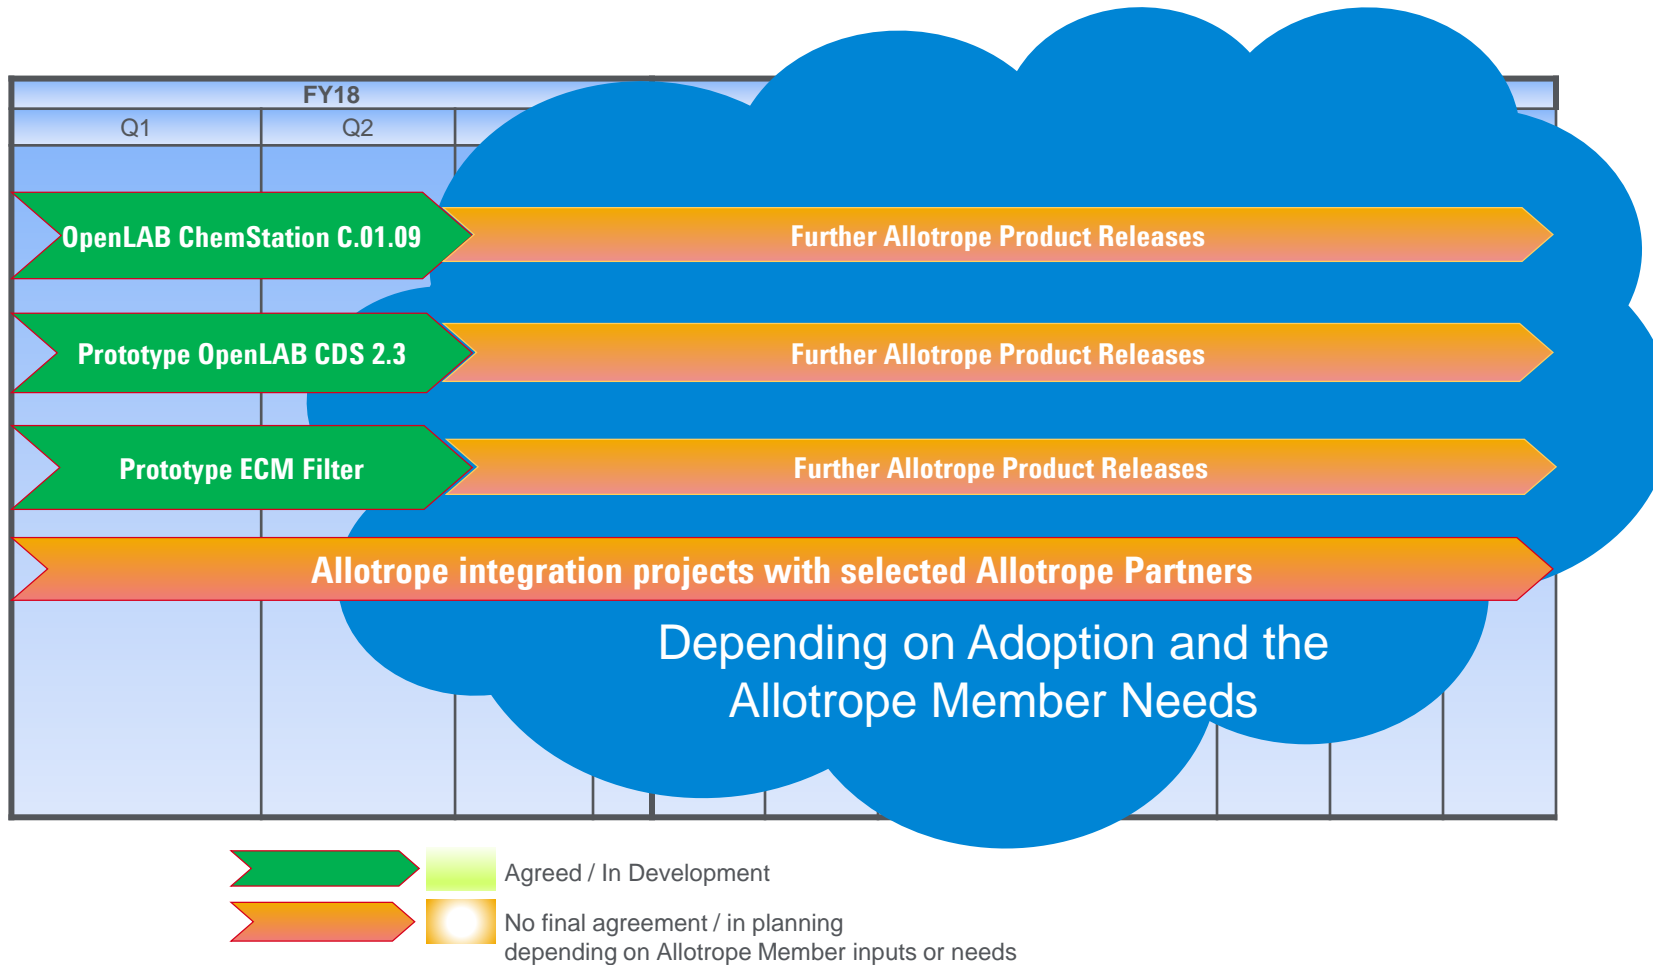 FY18
Q1
Q2
OpenLAB ChemStation C.01.09
Further Allotrope Product Releases
Prototype OpenLAB CDS 2.3
Further Allotrope Product Releases
Prototype ECM Filter
Further Allotrope Product Releases
Allotrope integration projects with selected Allotrope Partners
Depending on Adoption and the
Allotrope Member Needs
Agreed / In Development
No final agreement / in planning
depending on Allotrope Member inputs or needs